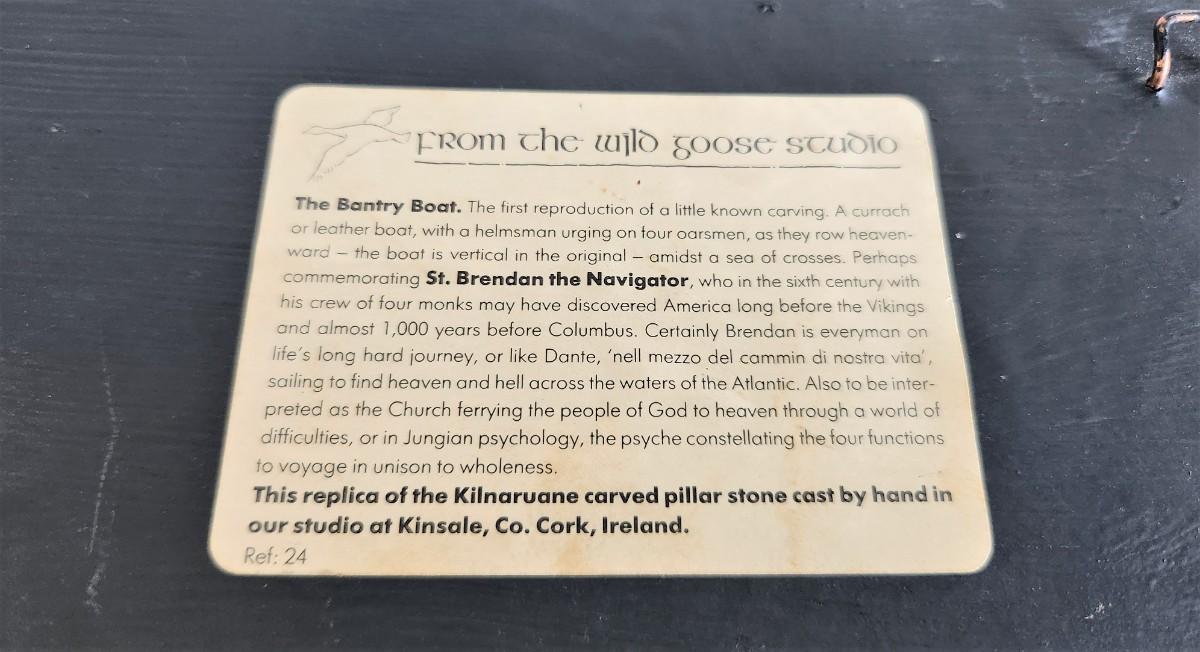 FROM the wild goose studio
The Bantry Boat. The first reproduction of a little known carving. A currach
or leather boat, with a helmsman urging on four oarsmen, as they row heaven-
ward – the boat is vertical in the original – amidst a sea of crosses. Perhaps
commemorating St. Brendan the Navigator, who in the sixth century with
his crew of four monks may have discovered America long before the Vikings
and almost 1,000 years before Columbus. Certainly Brendan is everyman on
life's long hard journey, or like Dante, 'nell mezzo del cammin di nostra vita',
sailing to find heaven and hell across the waters of the Atlantic. Also to be inter-
preted as the Church ferrying the people of God to heaven through a world of
difficulties, or in Jungian psychology, the psyche constellating the four functions
to voyage in unison to wholeness.
This replica of the Kilnaruane carved pillar stone cast by hand in
our studio at Kinsale, Co. Cork, Ireland.
Ref: 24